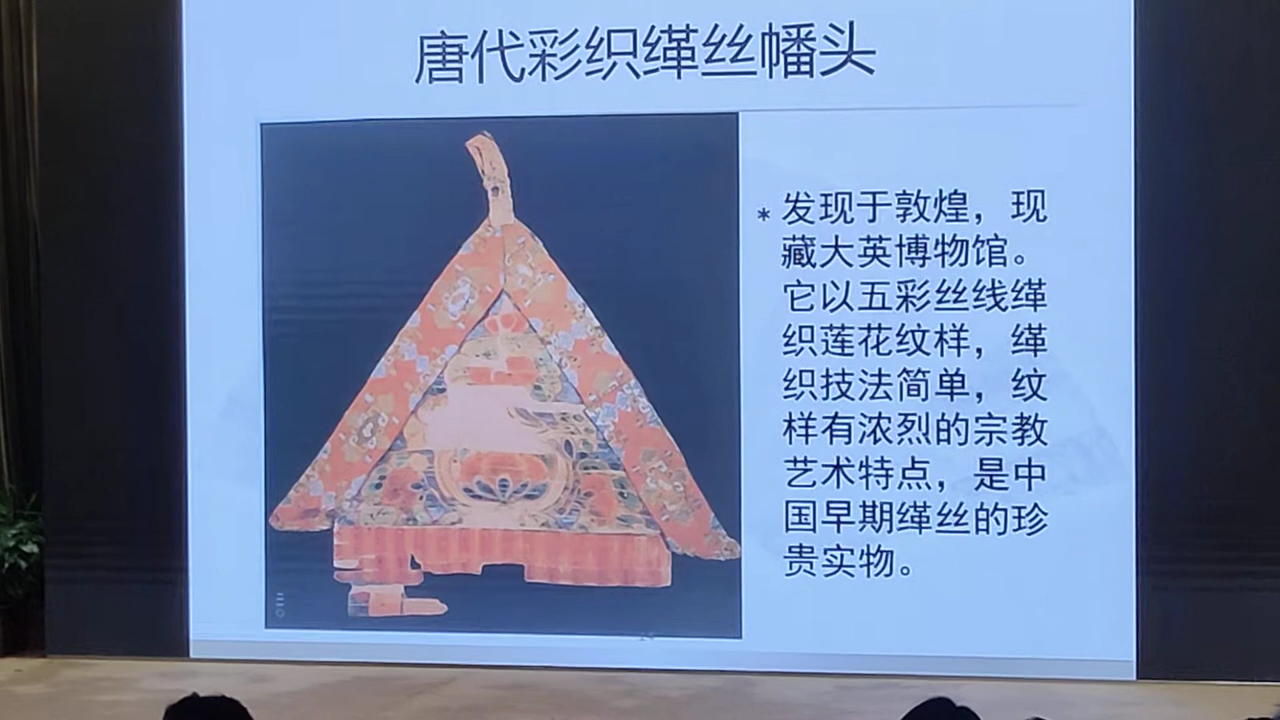 唐代彩织缂丝幡头
* 发现于敦煌，现
藏大英博物馆。
它以五彩丝线缂
织莲花纹样，缂
织技法简单，纹
样有浓烈的宗教
艺术特点，是中
国早期缂丝的珍
贵实物。